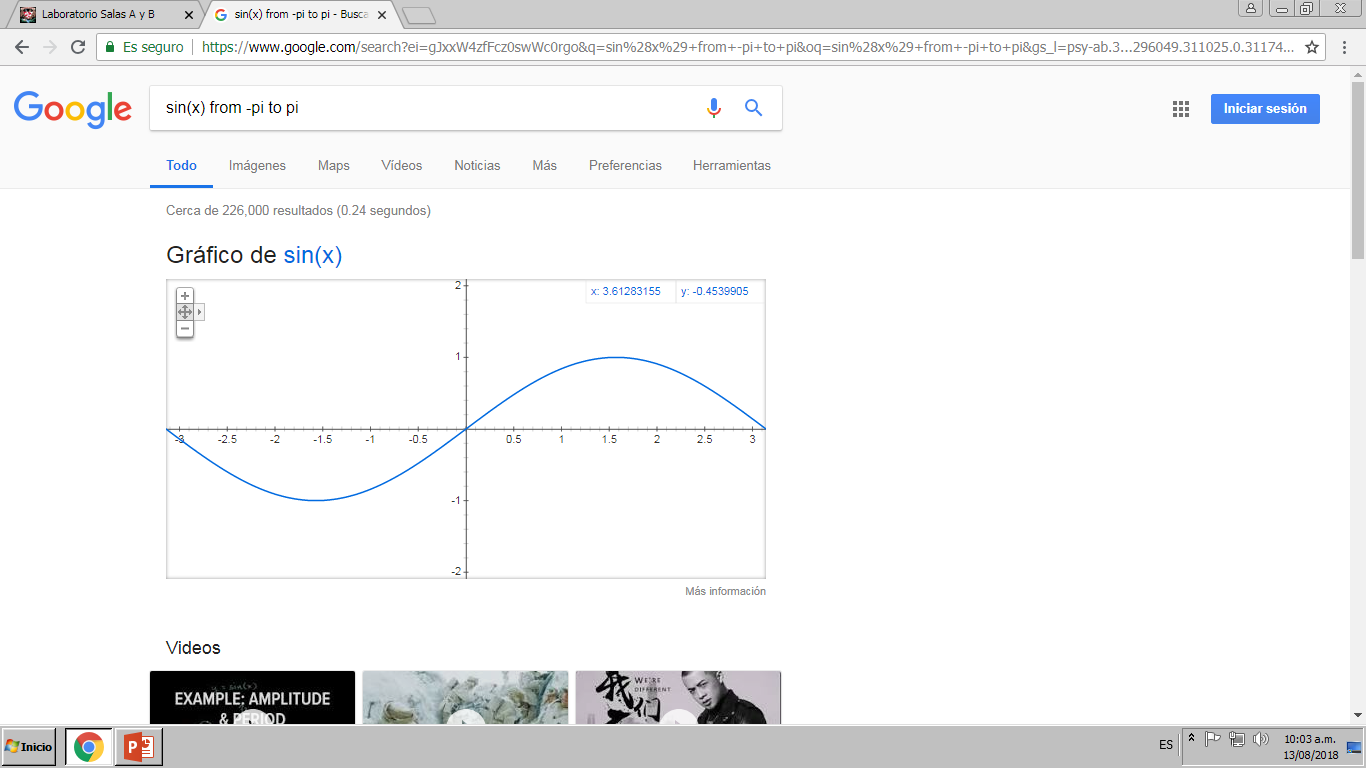 Laboratorio Salas A y B
sin(x) from -pi to pi - Busca
Es seguro
https://www.google.com/search?ei=gJxxW4zfFcz0swWc0rgo&q=sin%28x%29+from+-pi+to+pi&oq=sin%28x%29+from+-pi+to+pi&gs_l=psy-ab.3...296049.311025.0.31174...
Google
sin(x) from -pi to pi
Iniciar sesión
Todo Imágenes Maps Vídeos Noticias Más Preferencias Herramientas
Cerca de 226,000 resultados (0.24 segundos)
Gráfico de sin(x)
x: 3.61283155 y: -0.4539905
2
1
-3 -2.5 -2 -1.5 -1 -0.5 0.5 1 1.5 2 2.5 3
-1
-2
Más información
Videos
EXAMPLE: AMPLITUDE
& PERIOD
WE'RE
DIFFERENT
我
们
Inicio
ES
10:03 a.m.
13/08/2018